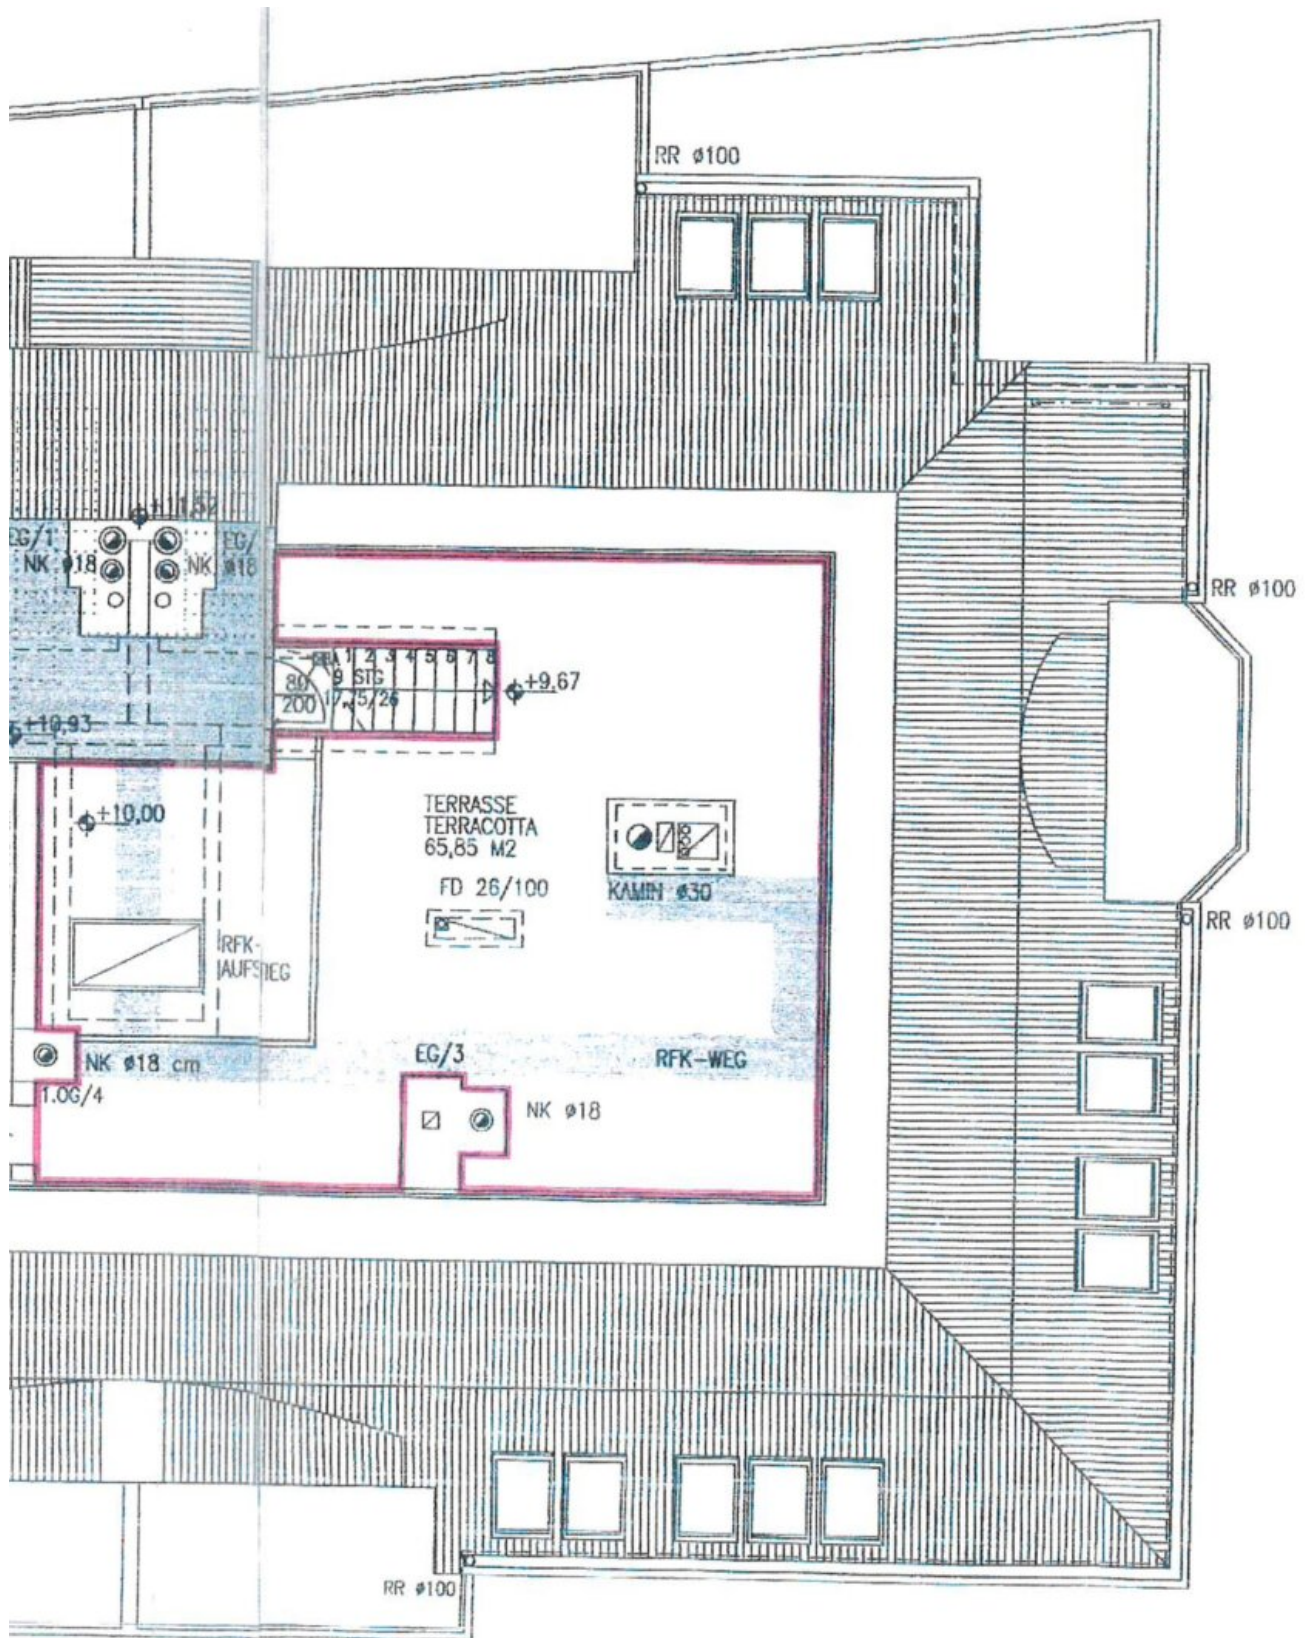 RR ø100
+11,52
EG/1
EG/
NK ø18
NK ø18
RR ø100
1 2 3 4 5 6 7 8
80
200
9 STG
17,75/26
+9,67
+10,93
+10,00
TERRASSE
TERRACOTTA
65,85 M2
FD 26/100
KAMIN ø30
RR ø100
RFK-
AUFSTIEG
NK ø18 cm
EG/3
RFK-WEG
1.OG/4
NK ø18
RR ø100